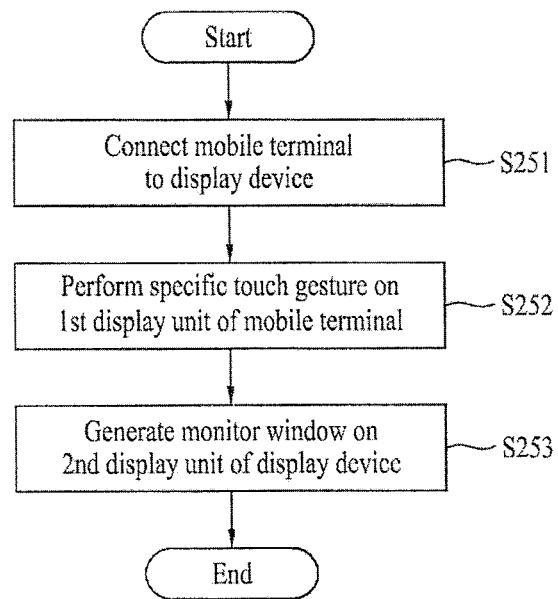 Start
Connect mobile terminal
to display device
S251
Perform specific touch gesture on
1st display unit of mobile terminal
S252
Generate monitor window on
2nd display unit of display device
S253
End